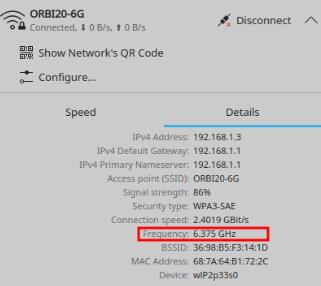 ORBI20-6G
Connected, ⬇ 0 B/s, ⬆ 0 B/s
Disconnect
Show Network's QR Code
Configure...
Speed
Details
IPv4 Address: 192.168.1.3
IPv4 Default Gateway: 192.168.1.1
IPv4 Primary Nameserver: 192.168.1.1
Access point (SSID): ORBI20-6G
Signal strength: 86%
Security type: WPA3-SAE
Connection speed: 2.4019 GBit/s
Frequency: 6.375 GHz
BSSID: 36:98:B5:F3:14:1D
MAC Address: 68:7A:64:B1:72:2C
Device: wlP2p33s0